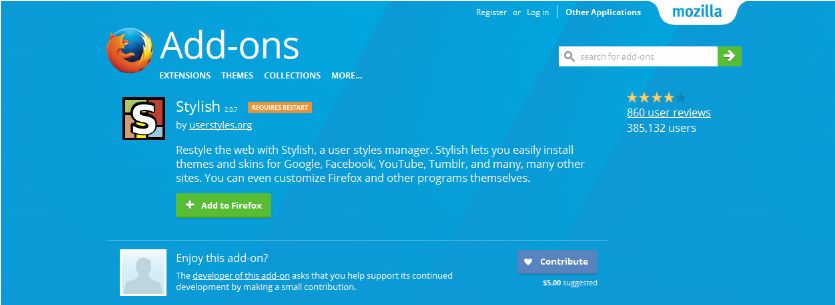 Register or Log in Other Applications mozilla
Add-ons
search for add-ons
EXTENSIONS THEMES COLLECTIONS MORE...
S
Stylish 2.0.7 REQUIRES RESTART
by userstyles.org
860 user reviews
385,132 users
Restyle the web with Stylish, a user styles manager. Stylish lets you easily install
themes and skins for Google, Facebook, YouTube, Tumblr, and many, many other
sites. You can even customize Firefox and other programs themselves.
+ Add to Firefox
Enjoy this add-on?
The developer of this add-on asks that you help support its continued
development by making a small contribution.
Contribute
$5.00 suggested